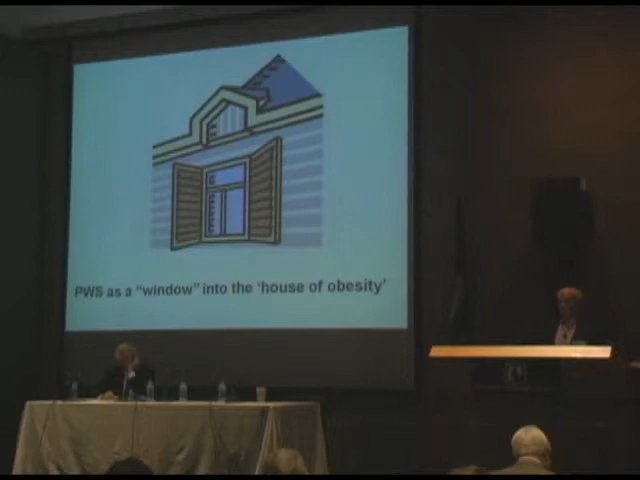 PWS as a “window” into the ‘house of obesity’